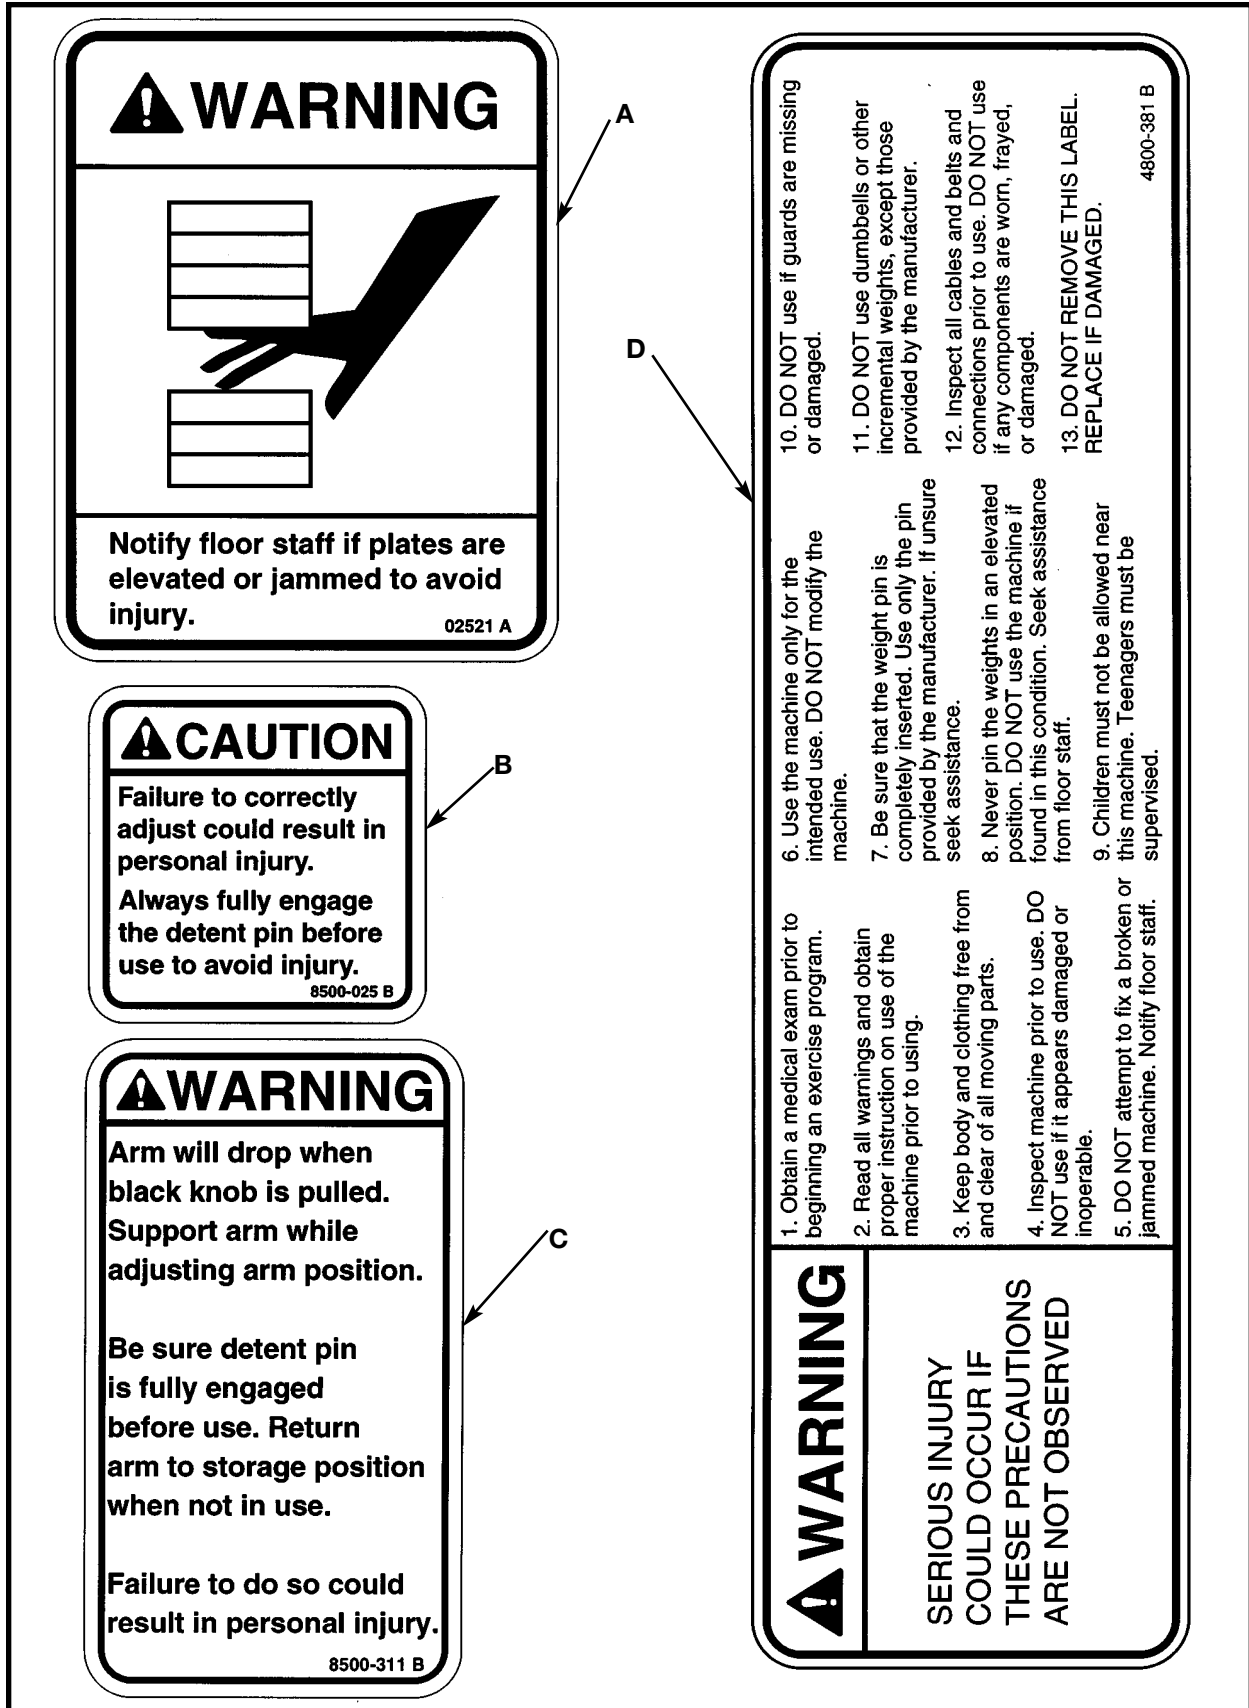 WARNING
Notify floor staff if plates are
elevated or jammed to avoid
injury.
02521 A
A
CAUTION
Failure to correctly
adjust could result in
personal injury.
Always fully engage
the detent pin before
use to avoid injury.
8500-025 B
B
WARNING
Arm will drop when
black knob is pulled.
Support arm while
adjusting arm position.
Be sure detent pin
is fully engaged
before use. Return
arm to storage position
when not in use.
Failure to do so could
result in personal injury.
8500-311 B
C
D
WARNING
SERIOUS INJURY
COULD OCCUR IF
THESE PRECAUTIONS
ARE NOT OBSERVED
1. Obtain a medical exam prior to
beginning an exercise program.
2. Read all warnings and obtain
proper instruction on use of the
machine prior to using.
3. Keep body and clothing free from
and clear of all moving parts.
4. Inspect machine prior to use. DO
NOT use if it appears damaged or
inoperable.
5. DO NOT attempt to fix a broken or
jammed machine. Notify floor staff.
6. Use the machine only for the
intended use. DO NOT modify the
machine.
7. Be sure that the weight pin is
completely inserted. Use only the pin
provided by the manufacturer. If unsure
seek assistance.
8. Never pin the weights in an elevated
position. DO NOT use the machine if
found in this condition. Seek assistance
from floor staff.
9. Children must not be allowed near
this machine. Teenagers must be
supervised.
10. DO NOT use if guards are missing
or damaged.
11. DO NOT use dumbbells or other
incremental weights, except those
provided by the manufacturer.
12. Inspect all cables and belts and
connections prior to use. DO NOT use
if any components are worn, frayed,
or damaged.
13. DO NOT REMOVE THIS LABEL.
REPLACE IF DAMAGED.
4800-381 B